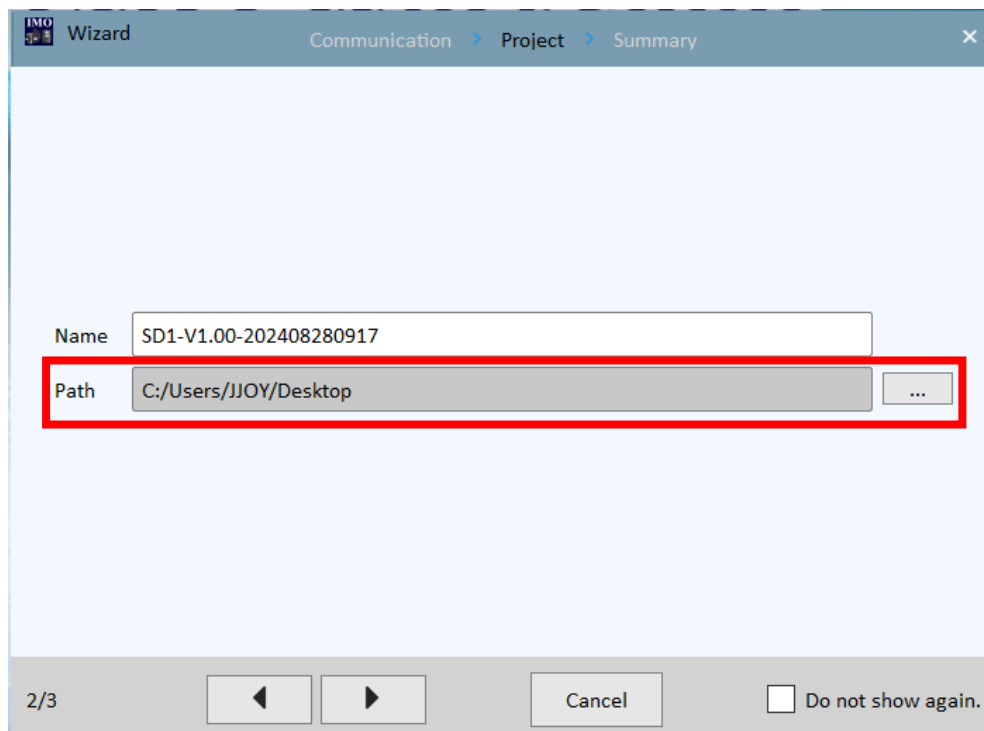 IMO
Wizard
Communication > Project > Summary
Name SD1-V1.00-202408280917
Path C:/Users/JJOY/Desktop ...
2/3 Cancel Do not show again.